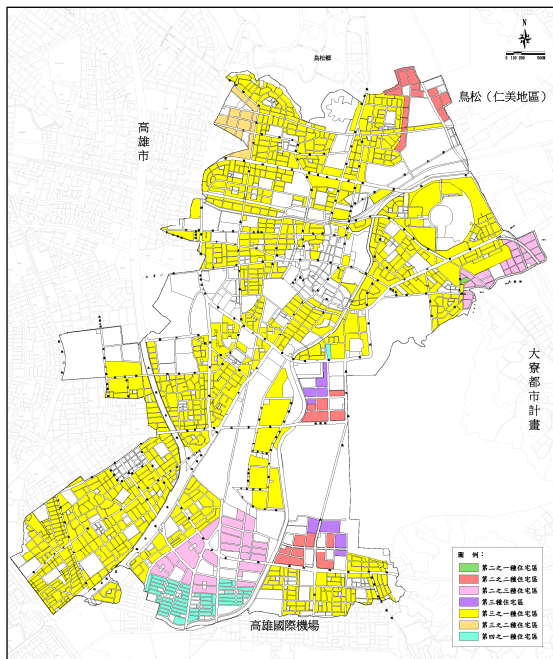 N
0 100 200 500M
鳥松鄉
鳥松（仁美地區）
高雄市
大寮都市計畫
高雄國際機場
圖 例：
第二之一種住宅區
第二之二種住宅區
第二之三種住宅區
第三種住宅區
第三之一種住宅區
第三之二種住宅區
第四之一種住宅區